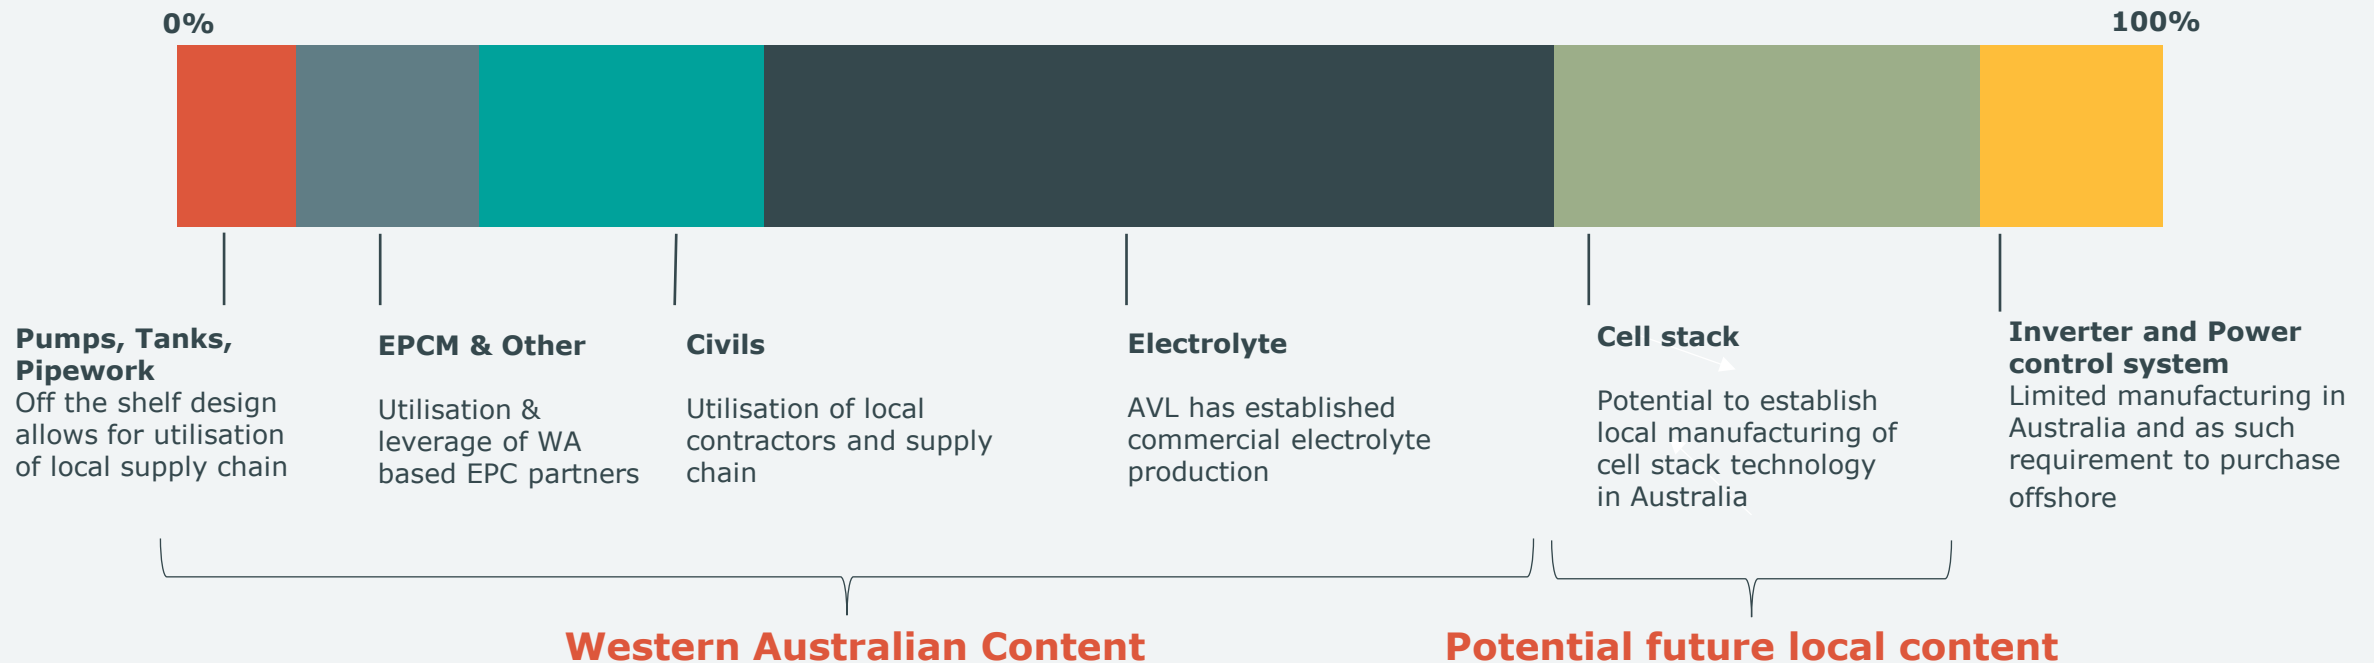 0%
100%
Pumps, Tanks,
Pipework
Off the shelf design
allows for utilisation
of local supply chain
EPCM & Other
Utilisation &
leverage of WA
based EPC partners
Civils
Utilisation of local
contractors and supply
chain
Electrolyte
AVL has established
commercial electrolyte
production
Cell stack
Potential to establish
local manufacturing of
cell stack technology
in Australia
Inverter and Power
control system
Limited manufacturing in
Australia and as such
requirement to purchase
offshore
Western Australian Content
Potential future local content